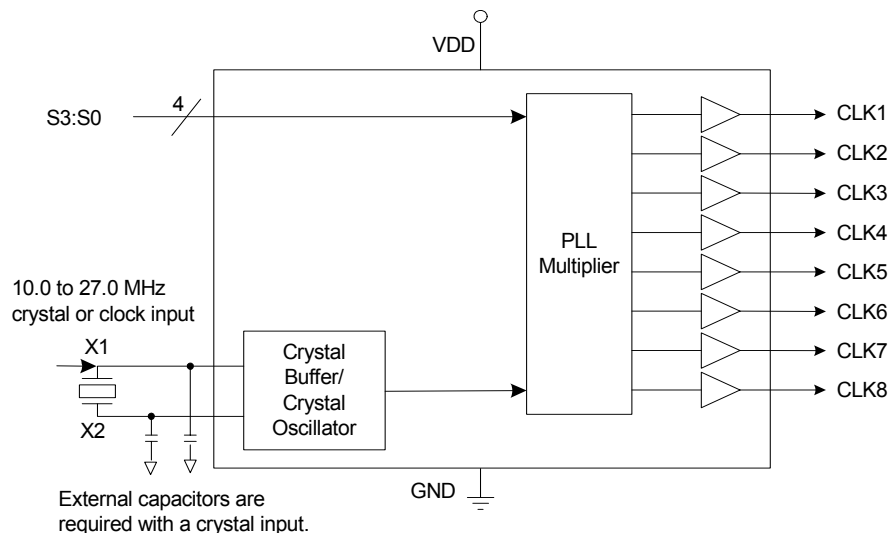 VDD
4
S3:S0
CLK1
CLK2
CLK3
CLK4
CLK5
CLK6
CLK7
CLK8
PLL
Multiplier
10.0 to 27.0 MHz
crystal or clock input
X1
X2
Crystal
Buffer/
Crystal
Oscillator
GND
External capacitors are
required with a crystal input.